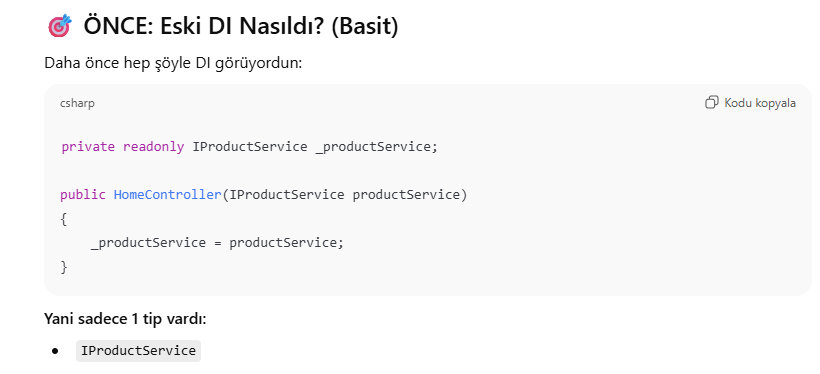 🎯 ÖNCE: Eski DI Nasıldı? (Basit)
Daha önce hep şöyle DI görüyordun:
csharp
Kodu kopyala
private readonly IProductService _productService;
public HomeController(IProductService productService)
{
    _productService = productService;
}
Yani sadece 1 tip vardı:
• IProductService